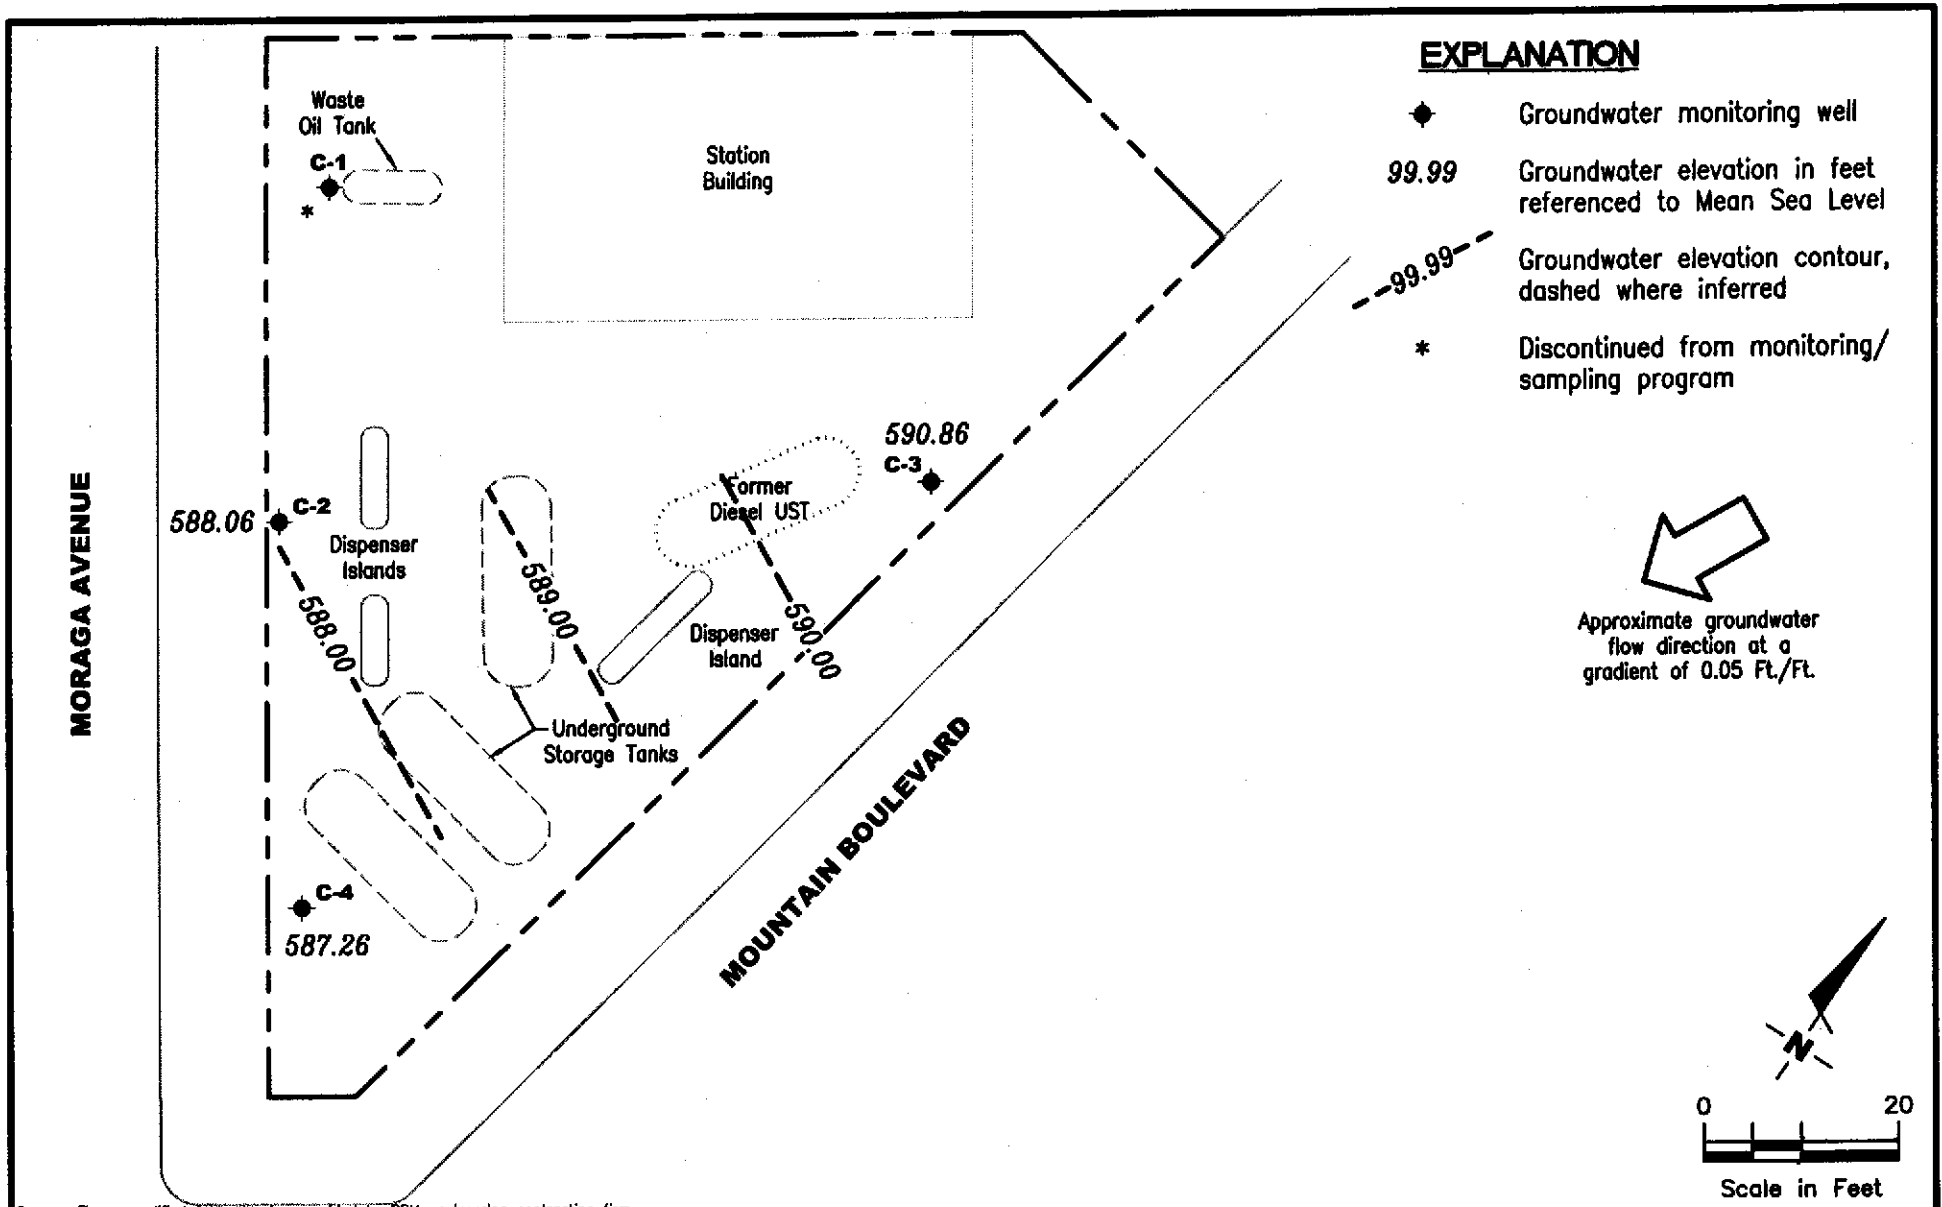 EXPLANATION
Groundwater monitoring well
99.99
Groundwater elevation in feet
referenced to Mean Sea Level
99.99
Groundwater elevation contour,
dashed where inferred
*
Discontinued from monitoring/
sampling program
Waste
Oil Tank
C-1
*
Station
Building
590.86
C-3
588.06
C-2
Dispenser
Islands
Former
Diesel UST
588.00
589.00
590.00
Dispenser
Island
Underground
Storage Tanks
C-4
587.26
MORAGA AVENUE
MOUNTAIN BOULEVARD
Approximate groundwater
flow direction at a
gradient of 0.05 Ft./Ft.
N
0 20
Scale in Feet